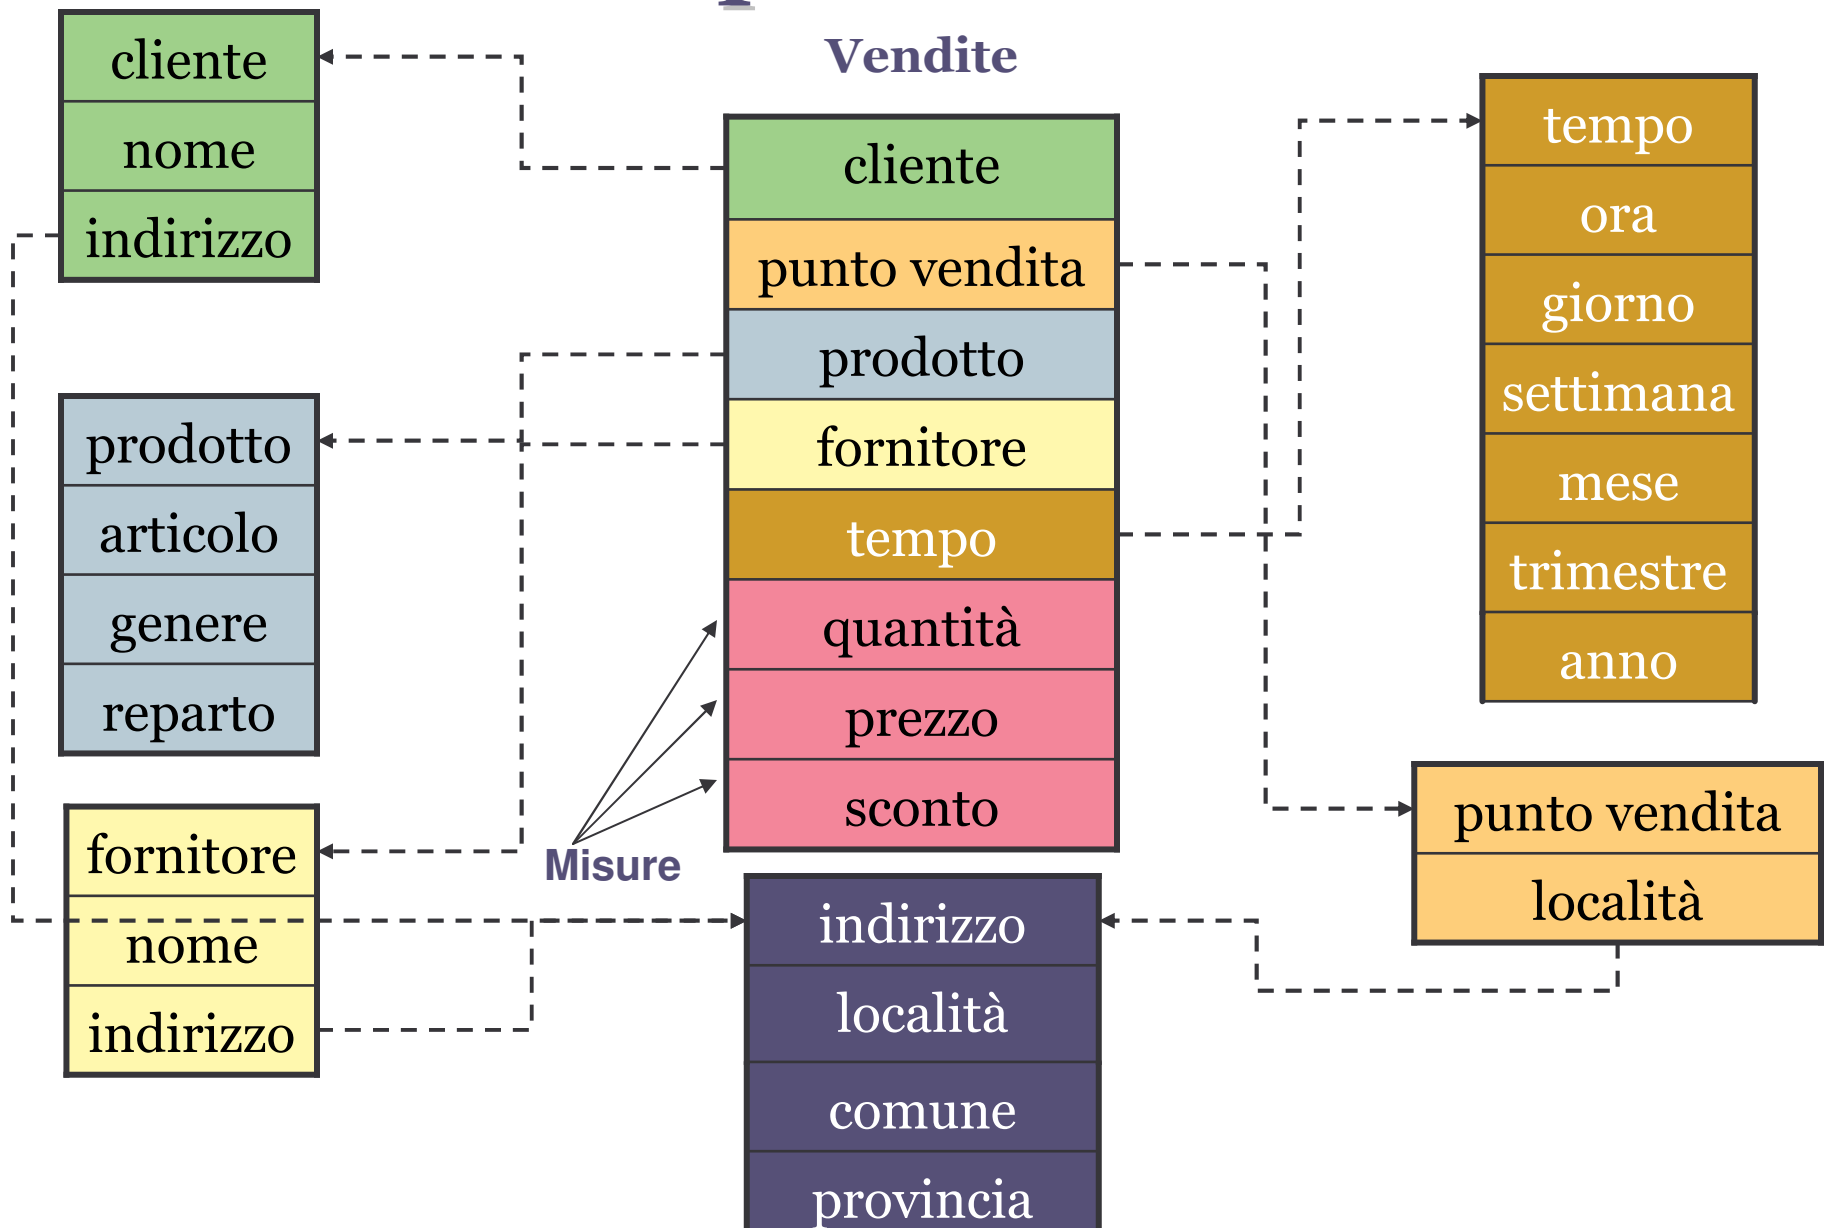 Vendite
cliente
nome
indirizzo
prodotto
articolo
genere
reparto
fornitore
nome
indirizzo
cliente
punto vendita
prodotto
fornitore
tempo
quantità
prezzo
sconto
Misure
indirizzo
località
comune
provincia
tempo
ora
giorno
settimana
mese
trimestre
anno
punto vendita
località